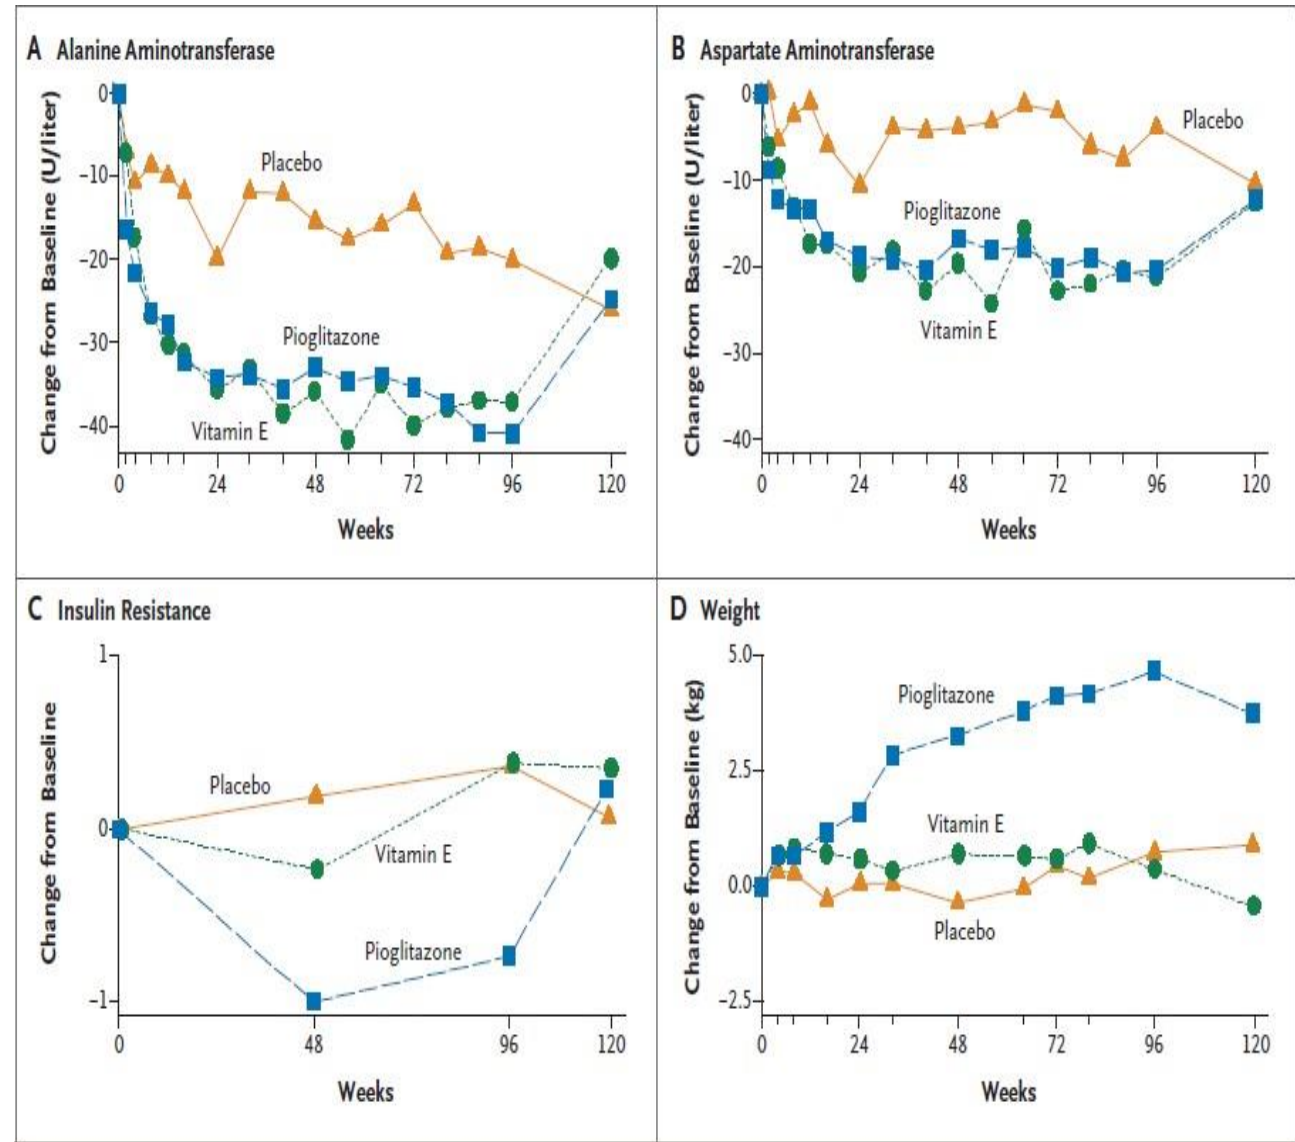 A Alanine Aminotransferase
Change from Baseline (U/liter)
0
–10
–20
–30
–40
Placebo
Pioglitazone
Vitamin E
0 24 48 72 96 120
Weeks
B Aspartate Aminotransferase
Change from Baseline (U/liter)
0
–10
–20
–30
–40
Placebo
Pioglitazone
Vitamin E
0 24 48 72 96 120
Weeks
C Insulin Resistance
Change from Baseline
1
0
–1
Placebo
Vitamin E
Pioglitazone
0 48 96 120
Weeks
D Weight
Change from Baseline (kg)
5.0
2.5
0.0
–2.5
Pioglitazone
Vitamin E
Placebo
0 24 48 72 96 120
Weeks